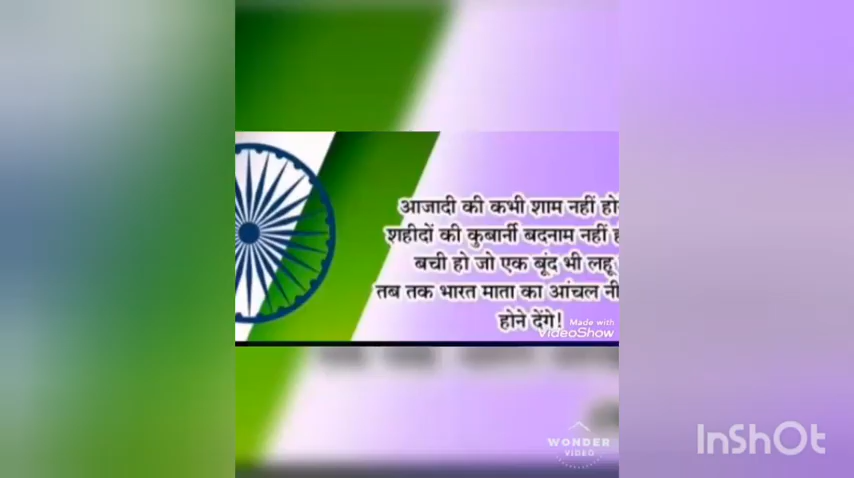 आजादी की कभी शाम नहीं
शहीदों की कुबार्नी बदनाम नहीं
बची हो जो एक बूंद भी लहू
तब तक भारत माता का आंचल
होने देंगे!
Made with
VideoShow
WONDER
VIDEO
InShOt